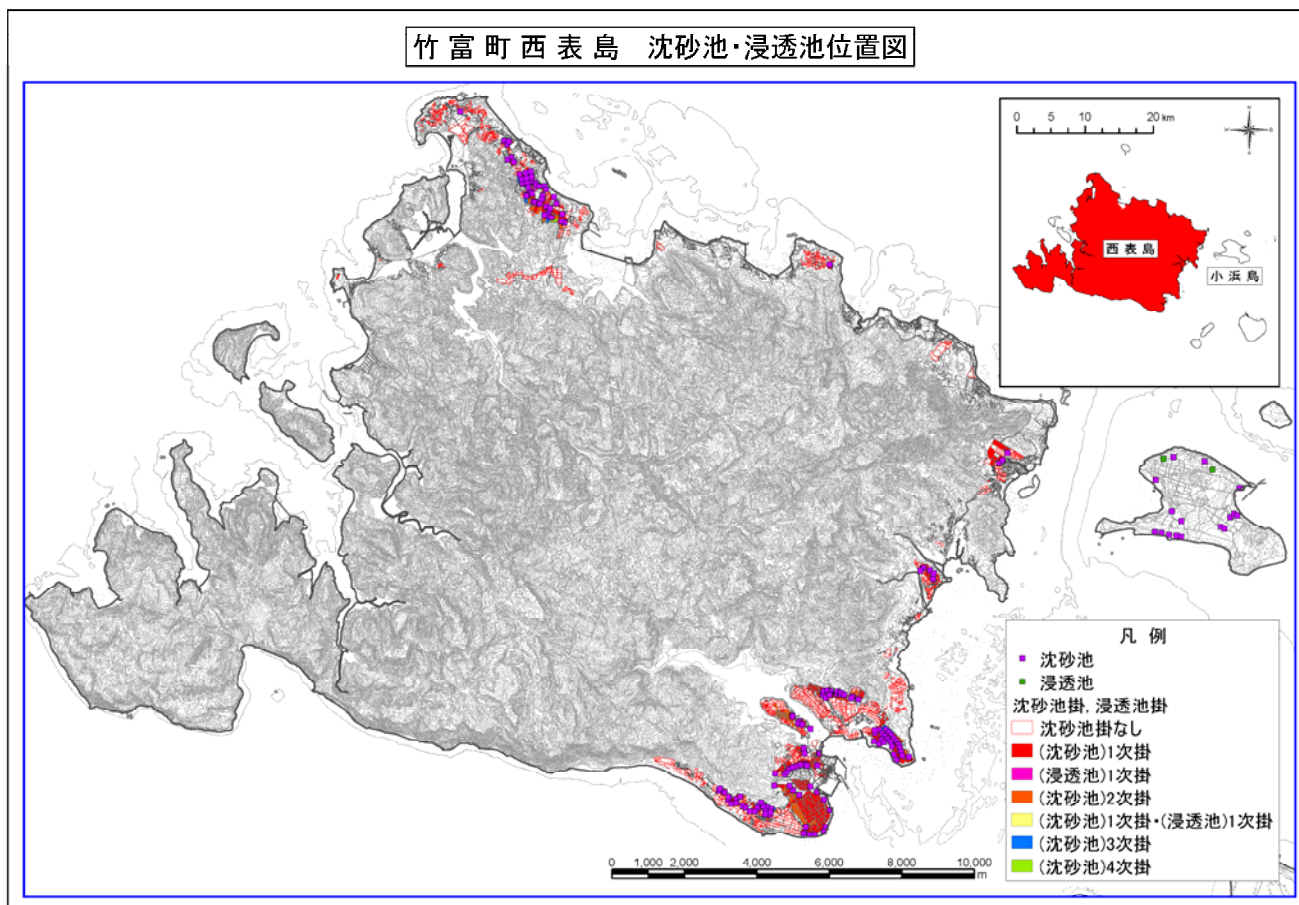 竹富町西表島 沈砂池・浸透池位置図
0 5 10 20 km
N
W E
S
西表島
小浜島
凡例
沈砂池
浸透池
沈砂池掛, 浸透池掛
沈砂池掛なし
(沈砂池)1次掛
(浸透池)1次掛
(沈砂池)2次掛
(沈砂池)1次掛・(浸透池)1次掛
(沈砂池)3次掛
(沈砂池)4次掛
0 1,000 2,000 4,000 6,000 8,000 10,000
m